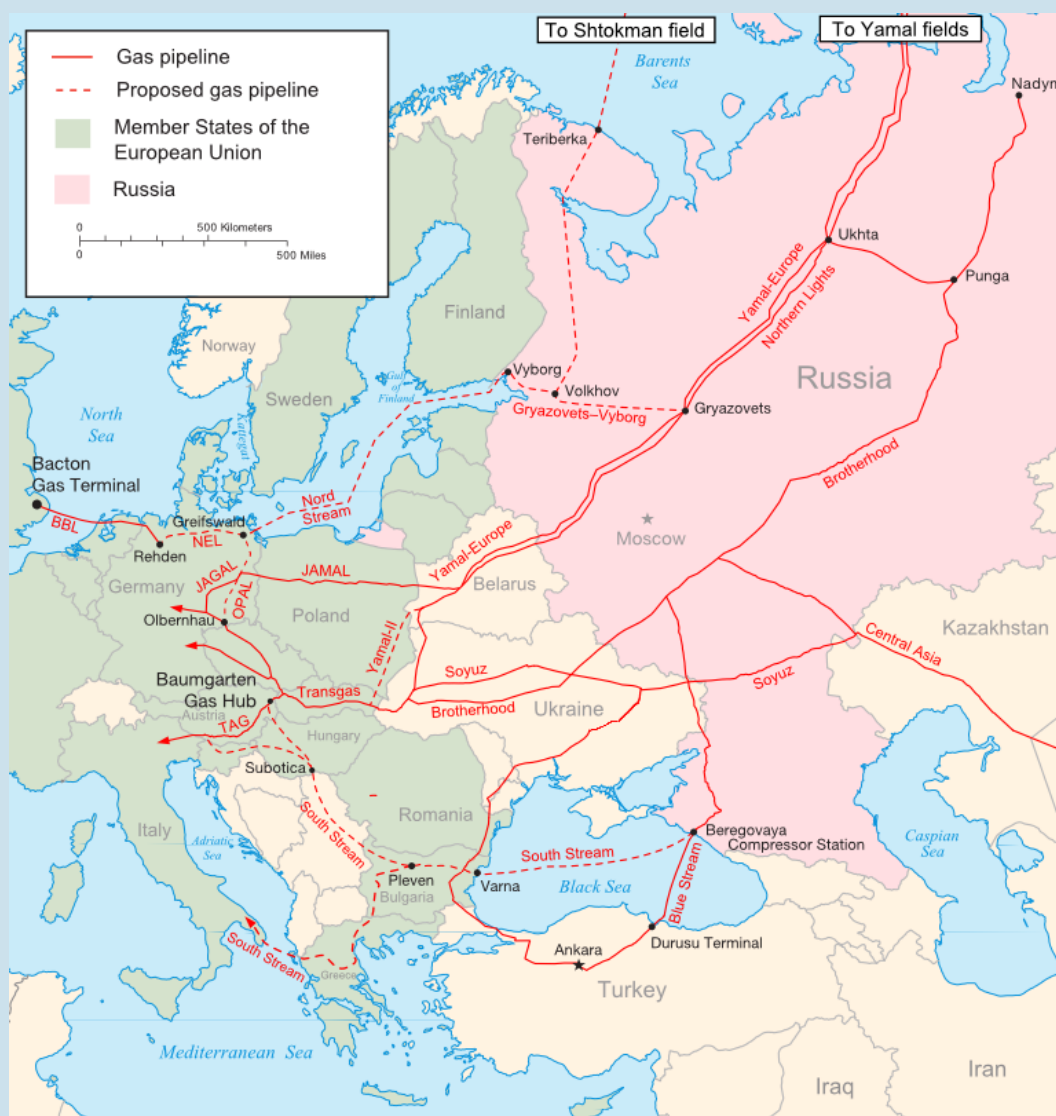 To Shtokman field
To Yamal fields
Gas pipeline
Proposed gas pipeline
Member States of the
European Union
Russia
0
500 Kilometers
0
500 Miles
Barents
Sea
Nadym
Teriberka
Ukhta
Punga
Yamal-Europe
Northern Lights
Finland
Norway
Sweden
Gulf
of
Finland
Vyborg
Volkhov
Gryazovets–Vyborg
Gryazovets
Russia
North
Sea
Kattegat
Bacton
Gas Terminal
BBL
Greifswald
NEL
Rehden
Nord
Stream
Brotherhood
Moscow
Germany
JAGAL
OPAL
JAMAL
Yamal-Europe
Belarus
Poland
Olbernhau
Yamal-II
Kazakhstan
Central Asia
Soyuz
Soyuz
Baumgarten
Gas Hub
Transgas
Brotherhood
Ukraine
Austria
TAG
Hungary
Subotica
South Stream
Romania
Italy
Adriatic
Sea
Beregovaya
Compressor Station
Caspian
Sea
South Stream
Pleven
Bulgaria
Varna
Black Sea
Blue Stream
Durusu Terminal
Ankara
South Stream
Greece
Turkey
Mediterranean Sea
Iraq
Iran